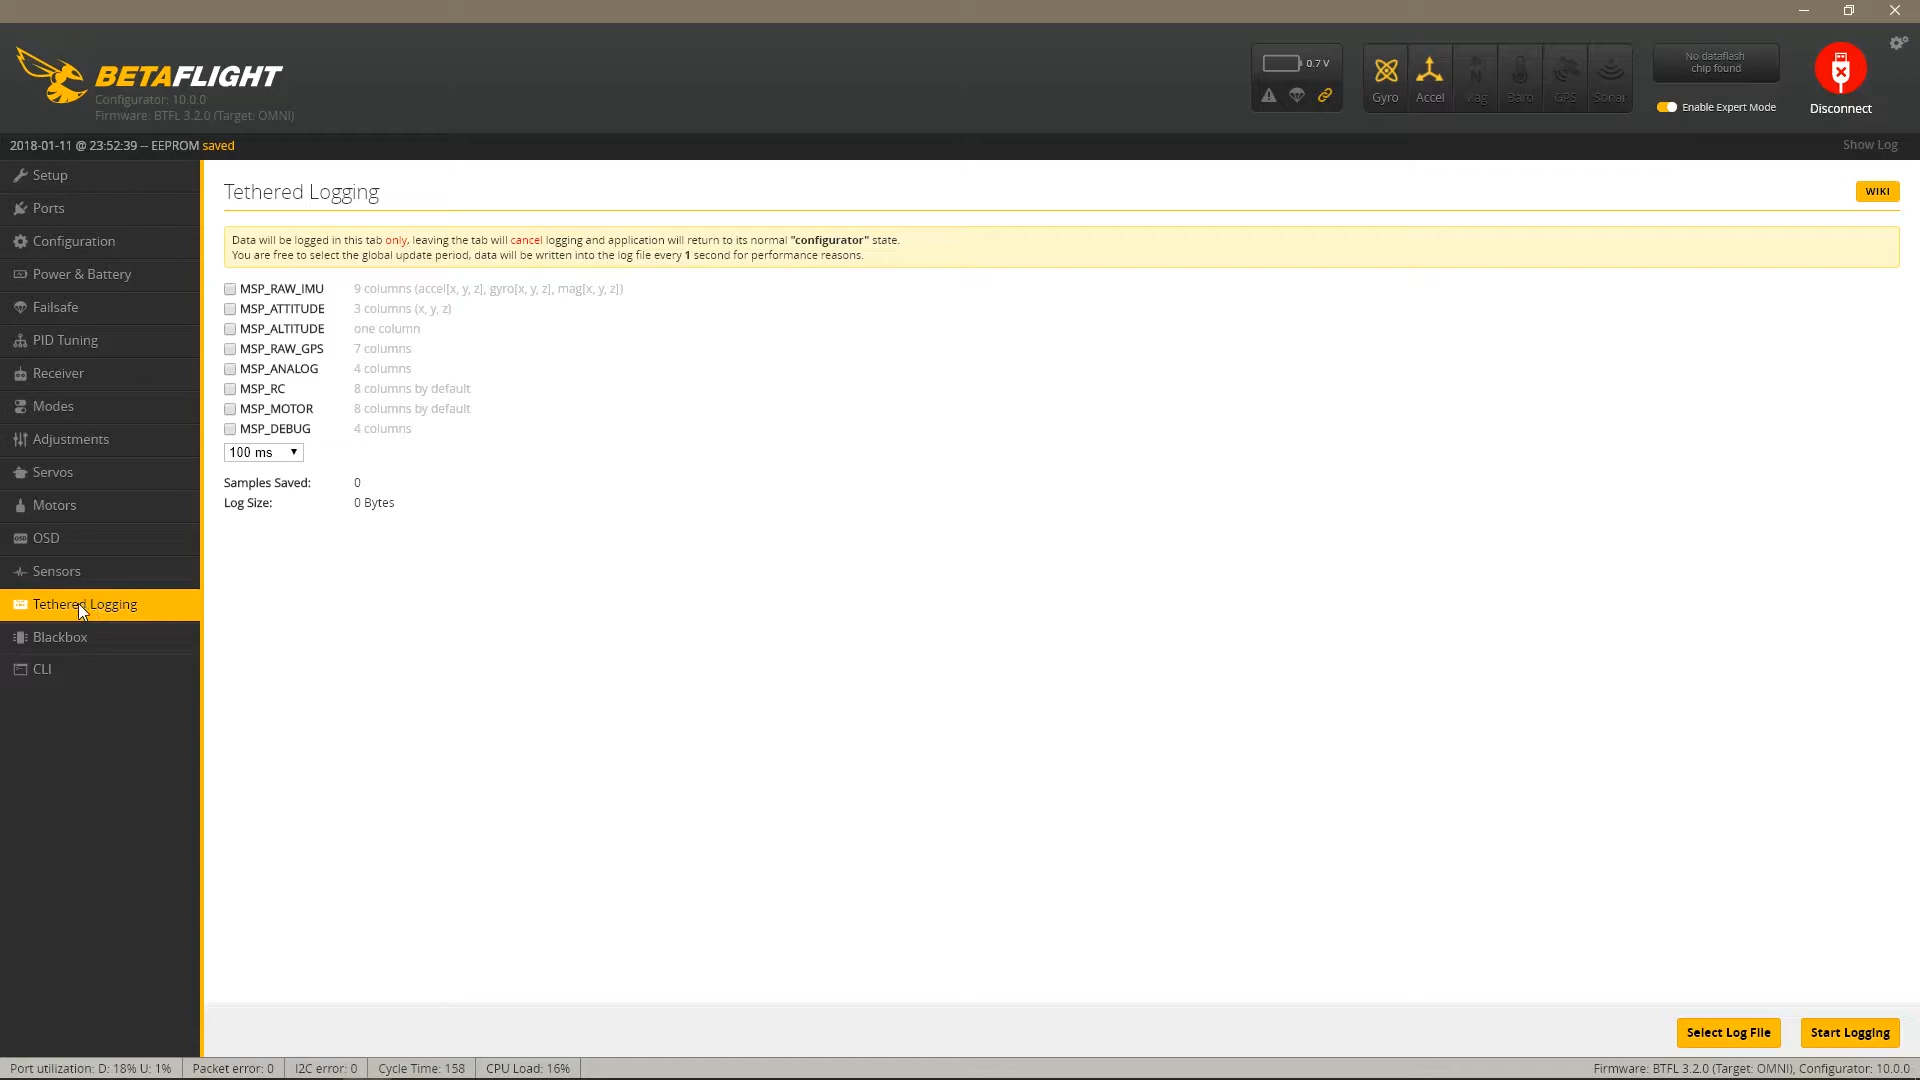 BETAFLIGHT
Configurator: 10.0.0
Firmware: BTFL 3.2.0 (Target: OMNI)
0.7 V
Gyro
Accel
Mag
Baro
GPS
Sonar
No dataflash
chip found
Enable Expert Mode
Disconnect
2018-01-11 @ 23:52:39 -- EEPROM saved
Show Log
Setup
Ports
Configuration
Power & Battery
Failsafe
PID Tuning
Receiver
Modes
Adjustments
Servos
Motors
OSD
Sensors
Tethered Logging
Blackbox
CLI
Tethered Logging
WIKI
Data will be logged in this tab only, leaving the tab will cancel logging and application will return to its normal "configurator" state.
You are free to select the global update period, data will be written into the log file every 1 second for performance reasons.
MSP_RAW_IMU 9 columns (accel[x, y, z], gyro[x, y, z], mag[x, y, z])
MSP_ATTITUDE 3 columns (x, y, z)
MSP_ALTITUDE one column
MSP_RAW_GPS 7 columns
MSP_ANALOG 4 columns
MSP_RC 8 columns by default
MSP_MOTOR 8 columns by default
MSP_DEBUG 4 columns
100 ms
Samples Saved: 0
Log Size: 0 Bytes
Select Log File
Start Logging
Port utilization: D: 18% U: 1%
Packet error: 0
I2C error: 0
Cycle Time: 158
CPU Load: 16%
Firmware: BTFL 3.2.0 (Target: OMNI), Configurator: 10.0.0